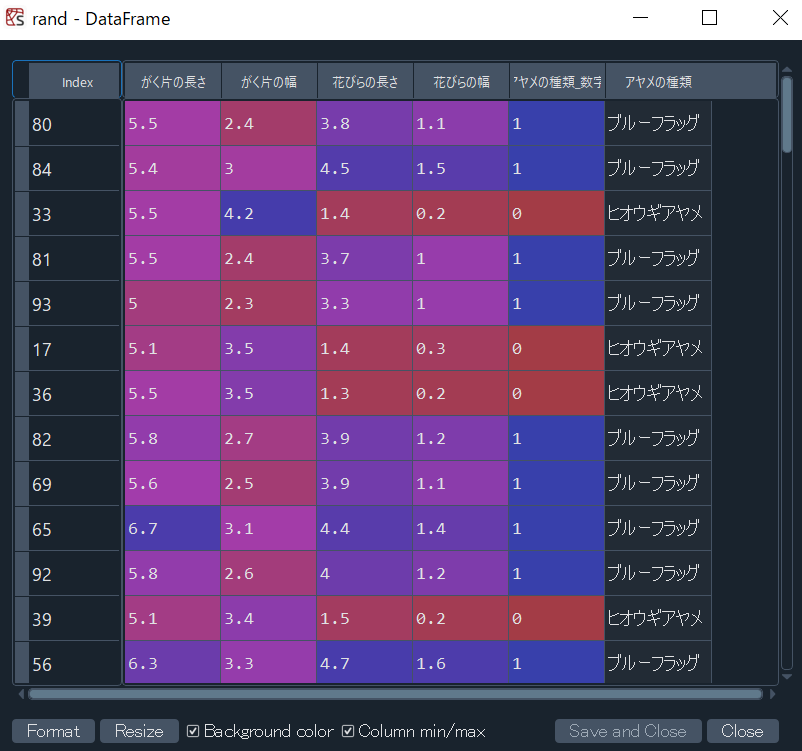 rand - DataFrame
Index がく片の長さ がく片の幅 花びらの長さ 花びらの幅 アヤメの種類_数字 アヤメの種類
80 5.5 2.4 3.8 1.1 1 ブルーフラッグ
84 5.4 3 4.5 1.5 1 ブルーフラッグ
33 5.5 4.2 1.4 0.2 0 ヒオウギアヤメ
81 5.5 2.4 3.7 1 1 ブルーフラッグ
93 5 2.3 3.3 1 1 ブルーフラッグ
17 5.1 3.5 1.4 0.3 0 ヒオウギアヤメ
36 5.5 3.5 1.3 0.2 0 ヒオウギアヤメ
82 5.8 2.7 3.9 1.2 1 ブルーフラッグ
69 5.6 2.5 3.9 1.1 1 ブルーフラッグ
65 6.7 3.1 4.4 1.4 1 ブルーフラッグ
92 5.8 2.6 4 1.2 1 ブルーフラッグ
39 5.1 3.4 1.5 0.2 0 ヒオウギアヤメ
56 6.3 3.3 4.7 1.6 1 ブルーフラッグ
Format Resize Background color Column min/max Save and Close Close